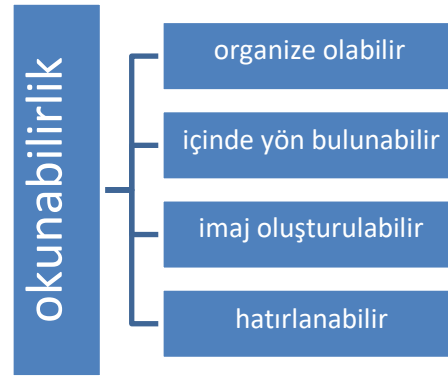 okunabilirlik
organize olabilir
içinde yön bulunabilir
imaj oluşturulabilir
hatırlanabilir